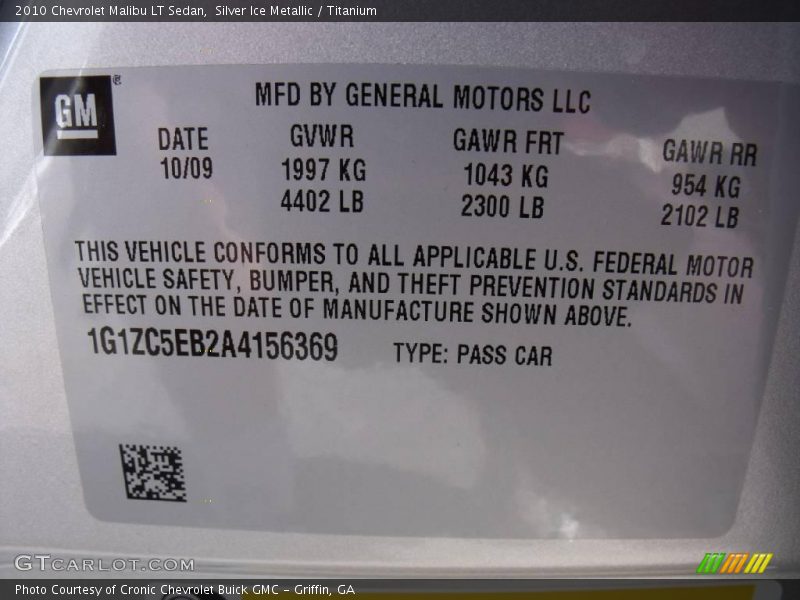 2010 Chevrolet Malibu LT Sedan, Silver Ice Metallic / Titanium
GM ®
MFD BY GENERAL MOTORS LLC
DATE GVWR GAWR FRT GAWR RR
10/09 1997 KG 1043 KG 954 KG
4402 LB 2300 LB 2102 LB
THIS VEHICLE CONFORMS TO ALL APPLICABLE U.S. FEDERAL MOTOR
VEHICLE SAFETY, BUMPER, AND THEFT PREVENTION STANDARDS IN
EFFECT ON THE DATE OF MANUFACTURE SHOWN ABOVE.
1G1ZC5EB2A4156369 TYPE: PASS CAR
GTCARLOT.COM
Photo Courtesy of Cronic Chevrolet Buick GMC – Griffin, GA